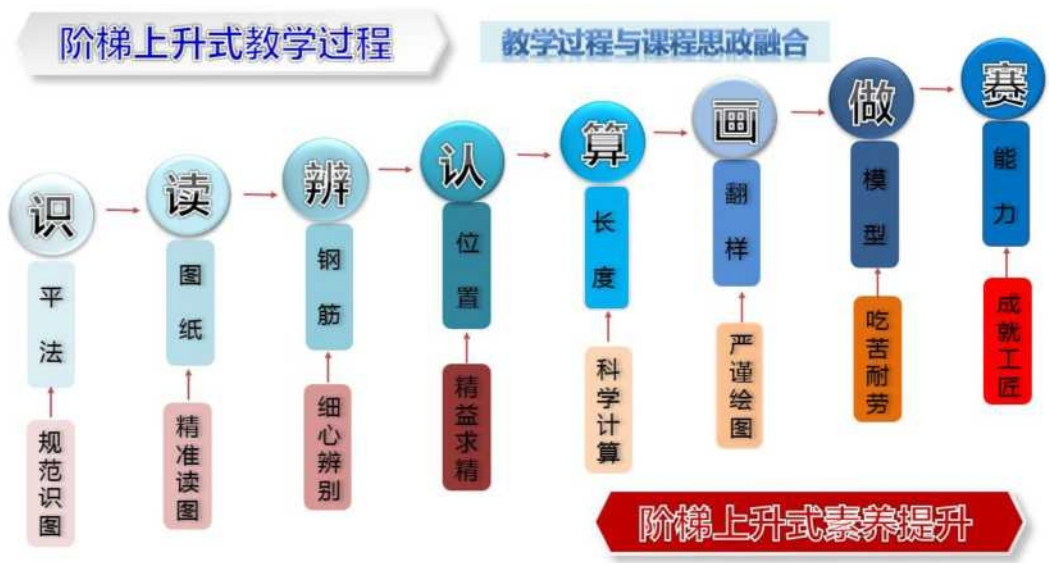 阶梯上升式教学过程
教学过程与课程思政融合
识
平法
规范识图
读
图纸
精准读图
辨
钢筋
细心辨别
认
位置
精益求精
算
长度
科学计算
画
翻样
严谨绘图
做
模型
吃苦耐劳
赛
能力
成就工匠
阶梯上升式素养提升